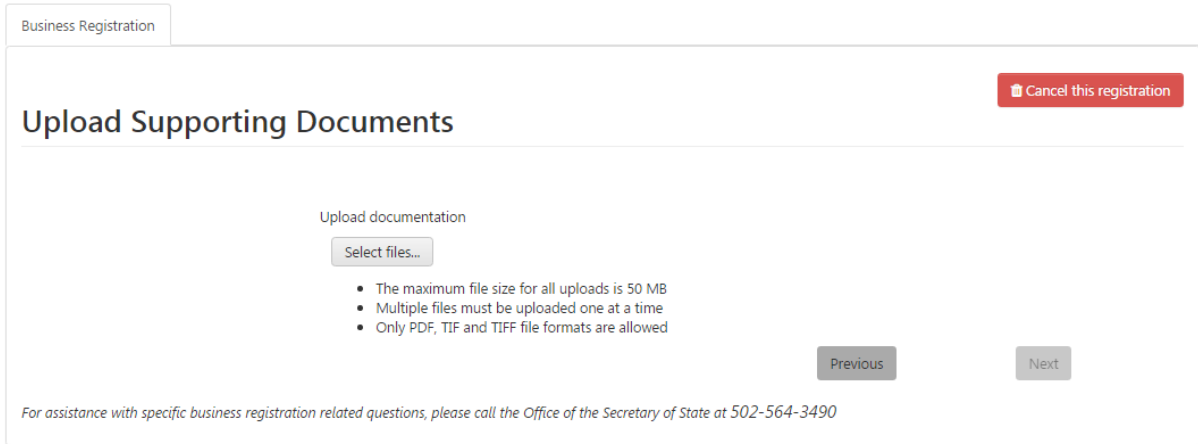 Business Registration
Cancel this registration
Upload Supporting Documents
Upload documentation
Select files...
• The maximum file size for all uploads is 50 MB
• Multiple files must be uploaded one at a time
• Only PDF, TIF and TIFF file formats are allowed
Previous
Next
For assistance with specific business registration related questions, please call the Office of the Secretary of State at 502-564-3490